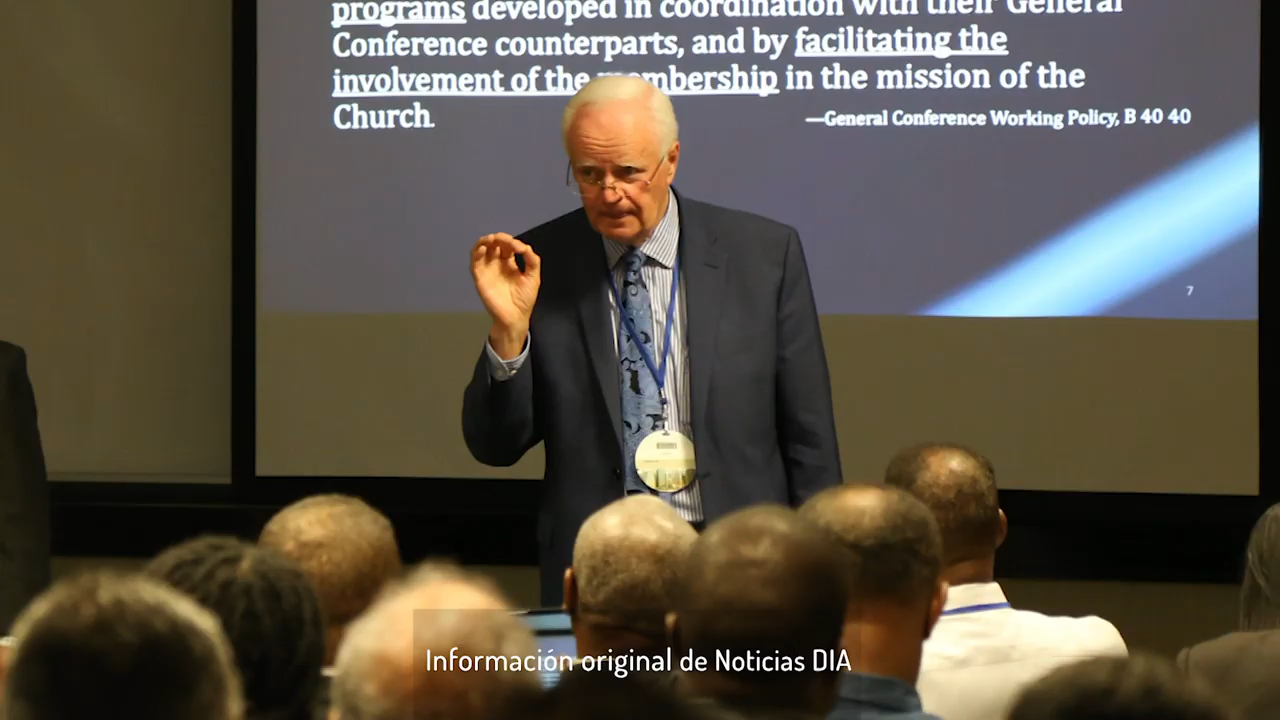 programs developed in coordination with their General
Conference counterparts, and by facilitating the
involvement of the membership in the mission of the
Church.
—General Conference Working Policy, B 40 40
7
Información original de Noticias DIA